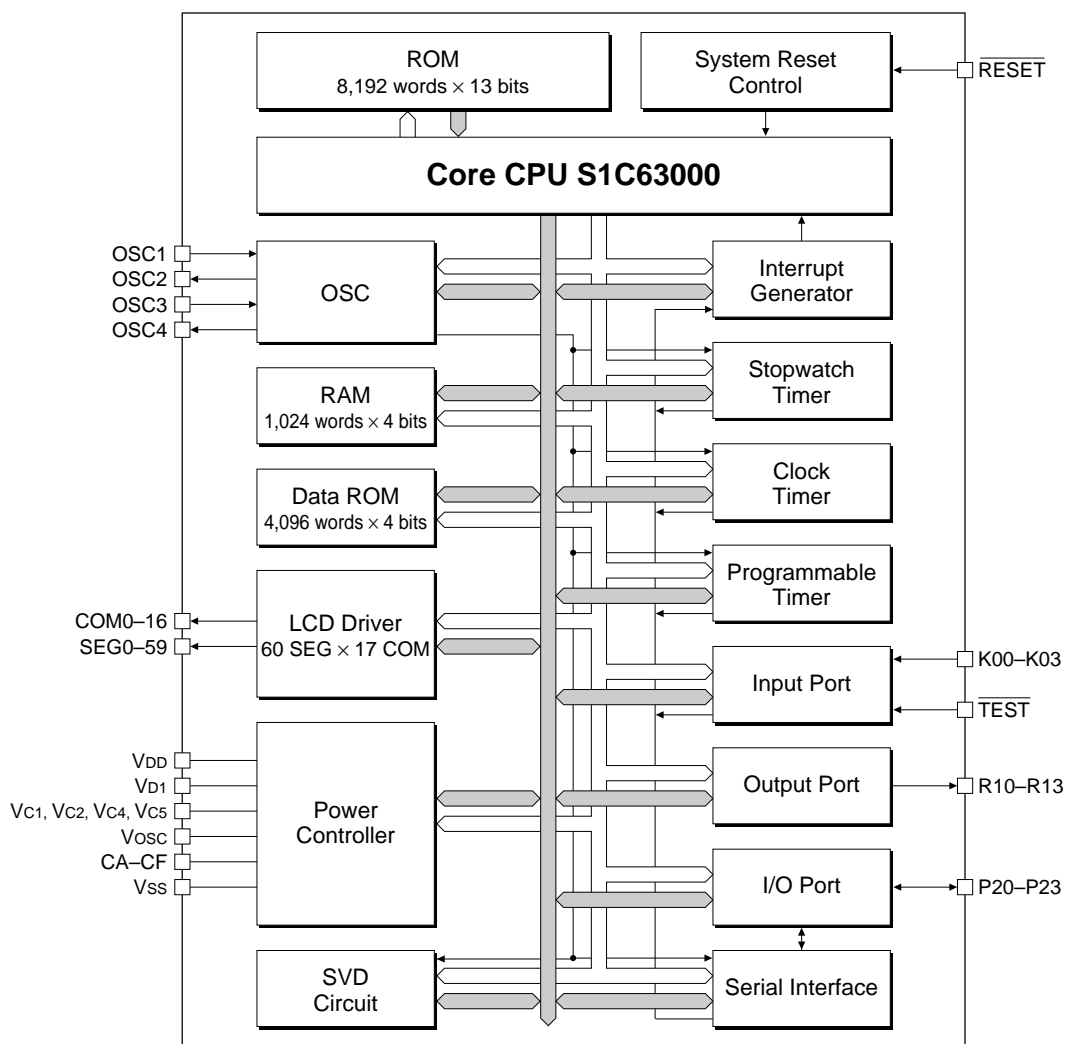 ROM
8,192 words × 13 bits
System Reset
Control
RESET
Core CPU S1C63000
OSC1
OSC2
OSC3
OSC4
OSC
Interrupt
Generator
Stopwatch
Timer
RAM
1,024 words × 4 bits
Clock
Timer
Data ROM
4,096 words × 4 bits
Programmable
Timer
COM0–16
SEG0–59
LCD Driver
60 SEG × 17 COM
Input Port
K00–K03
TEST
VDD
VD1
VC1, VC2, VC4, VC5
VOSC
CA–CF
VSS
Power
Controller
Output Port
R10–R13
I/O Port
P20–P23
SVD
Circuit
Serial Interface